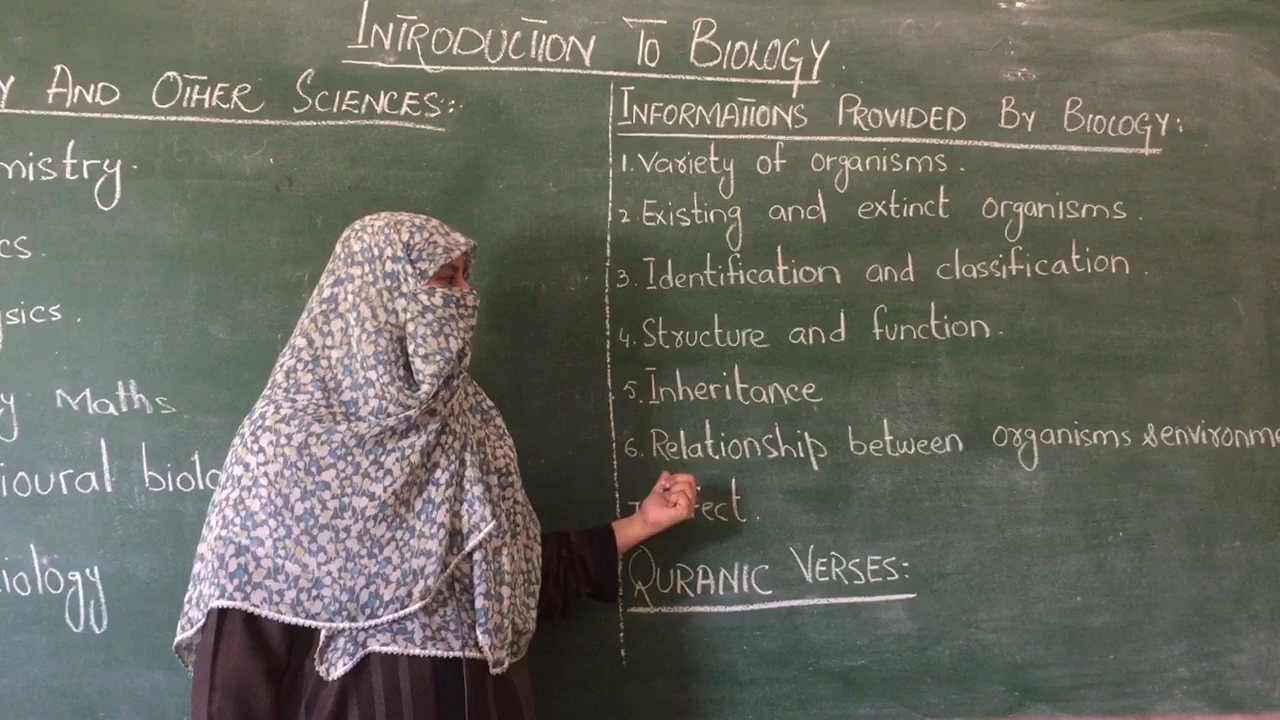 INTRODUCTION TO BIOLOGY.
Y AND OTHER SCIENCES:
mistry.
cs.
sics.
y Maths
ioural biolo
iology
INFORMATIONS PROVIDED BY BIOLOGY:
1. Variety of organisms.
2 Existing and extinct organisms.
3. Identification and classification.
4. Structure and function.
5. Inheritance
6. Relationship between organisms & environme
fect.
QURANIC VERSES: